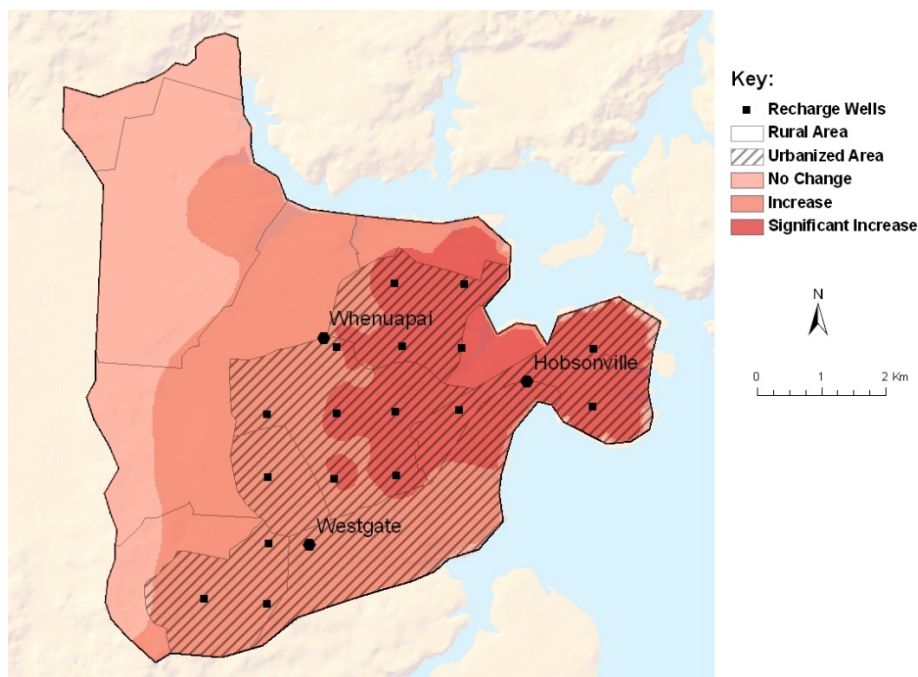 Key:
Recharge Wells
Rural Area
Urbanized Area
No Change
Increase
Significant Increase
N
0 1 2 Km
Whenuapai
Hobsonville
Westgate